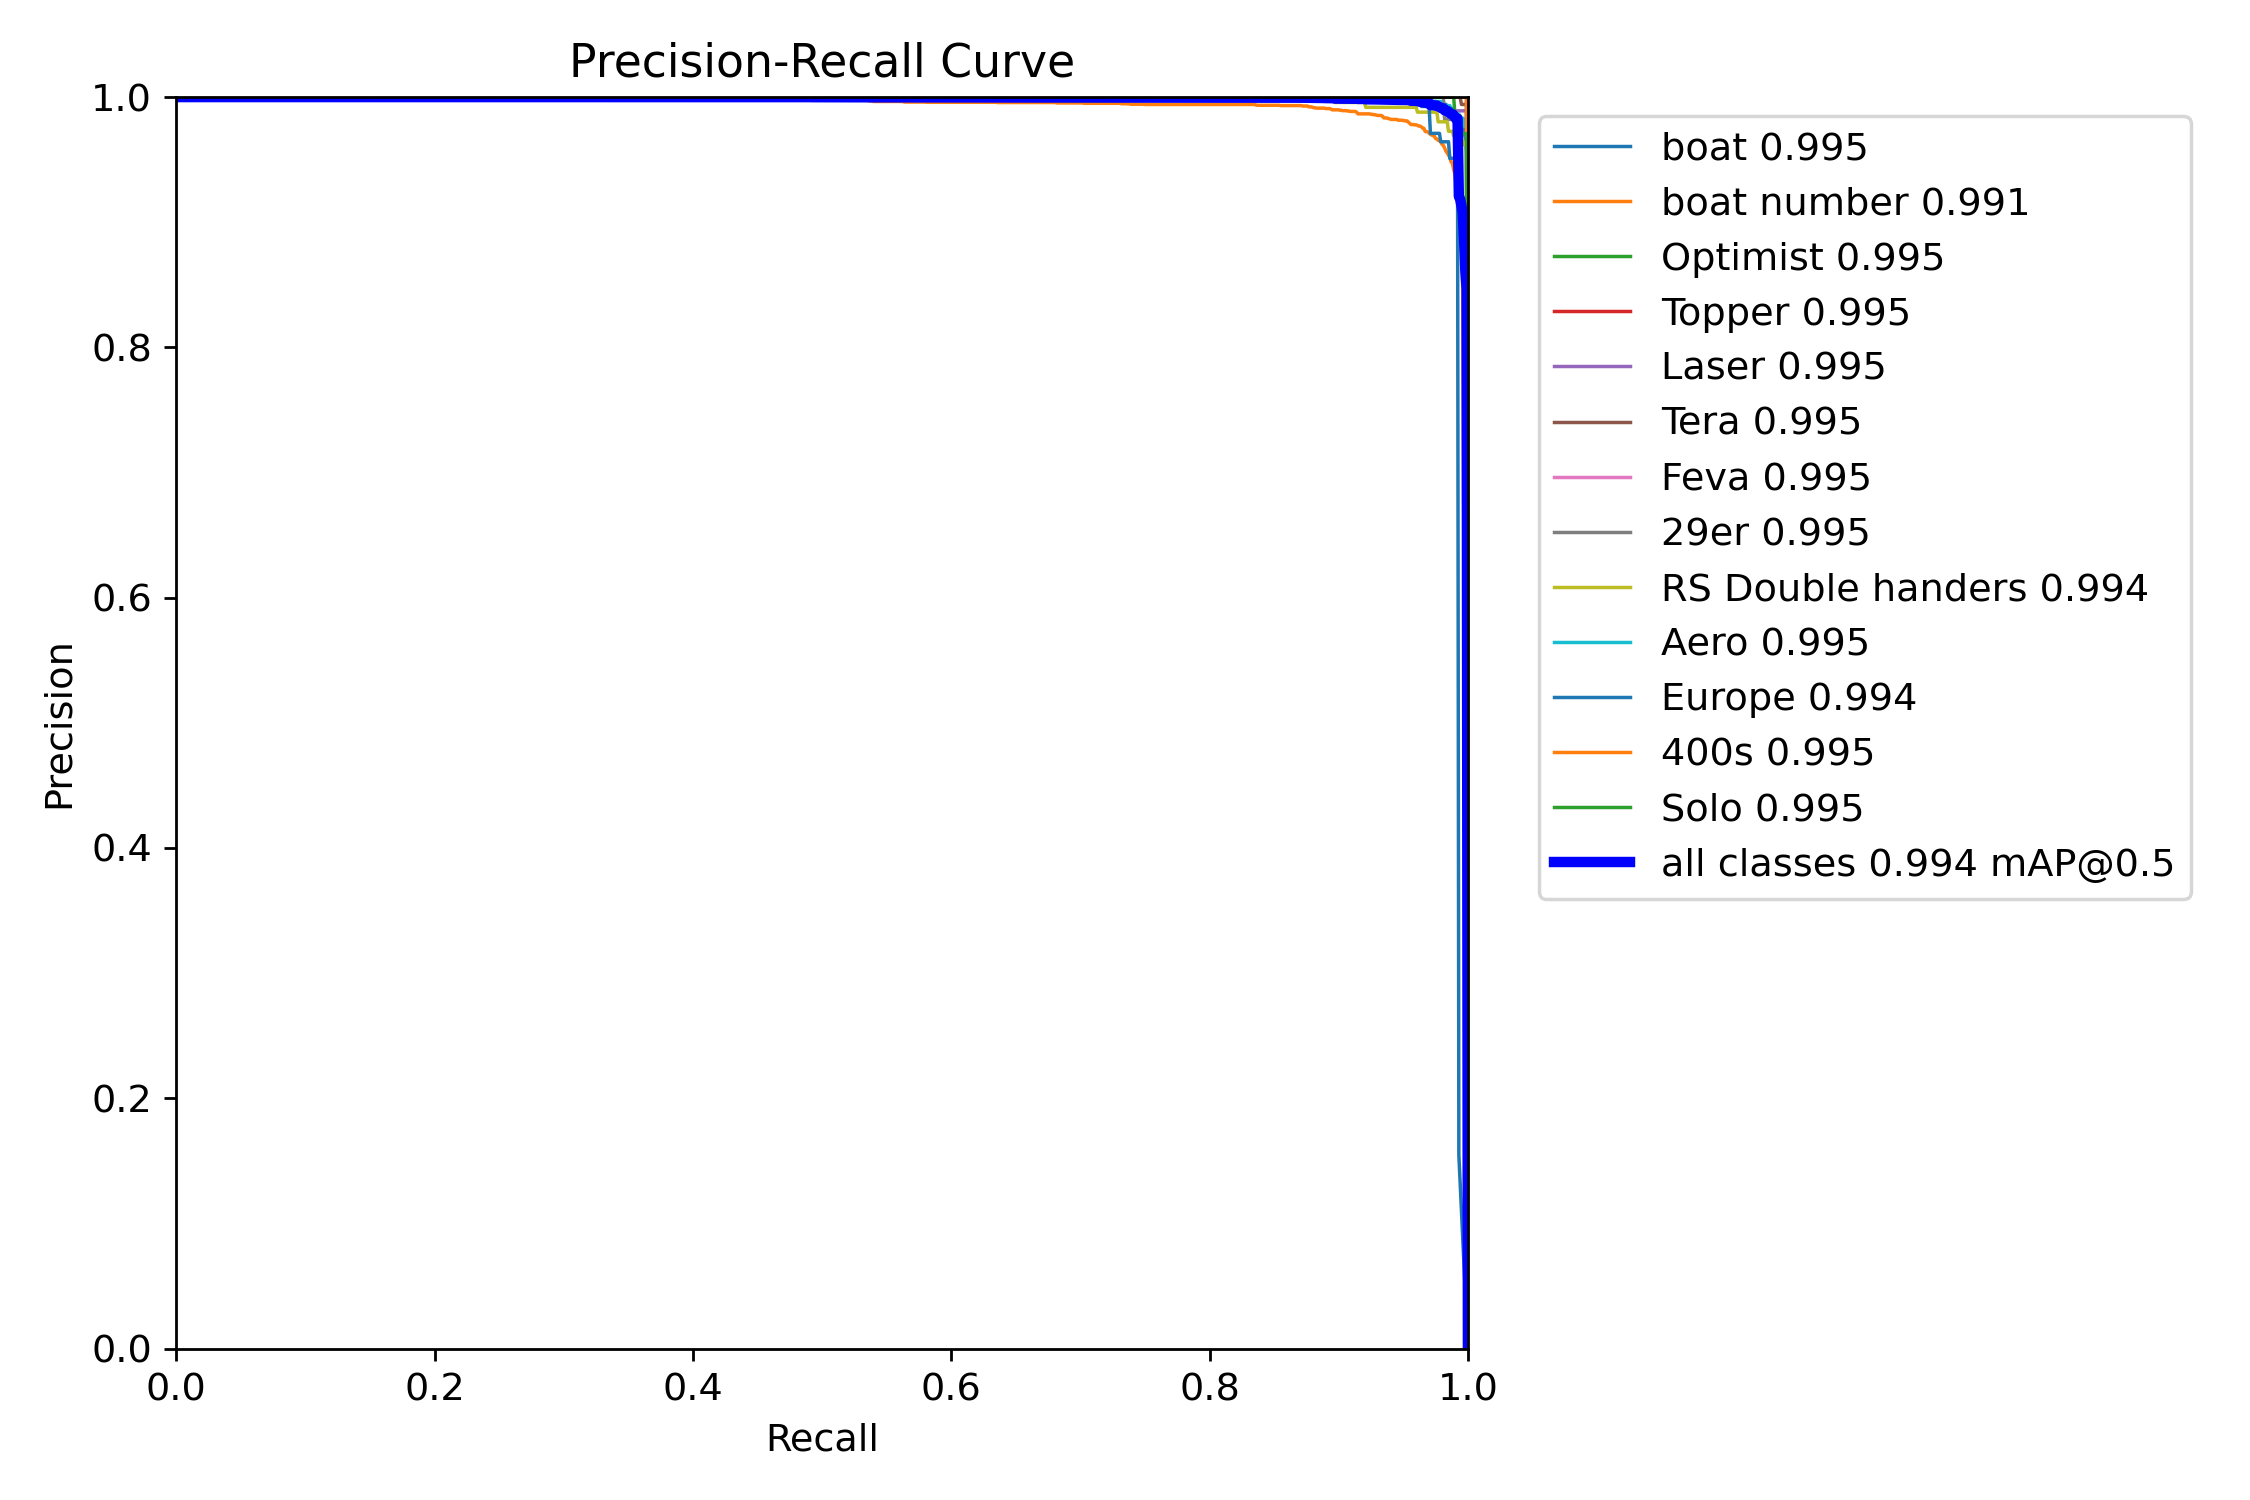 Precision-Recall Curve
1.0
0.8
0.6
0.4
0.2
0.0
Precision
0.0 0.2 0.4 0.6 0.8 1.0
Recall
boat 0.995
boat number 0.991
Optimist 0.995
Topper 0.995
Laser 0.995
Tera 0.995
Feva 0.995
29er 0.995
RS Double handers 0.994
Aero 0.995
Europe 0.994
400s 0.995
Solo 0.995
all classes 0.994 mAP@0.5